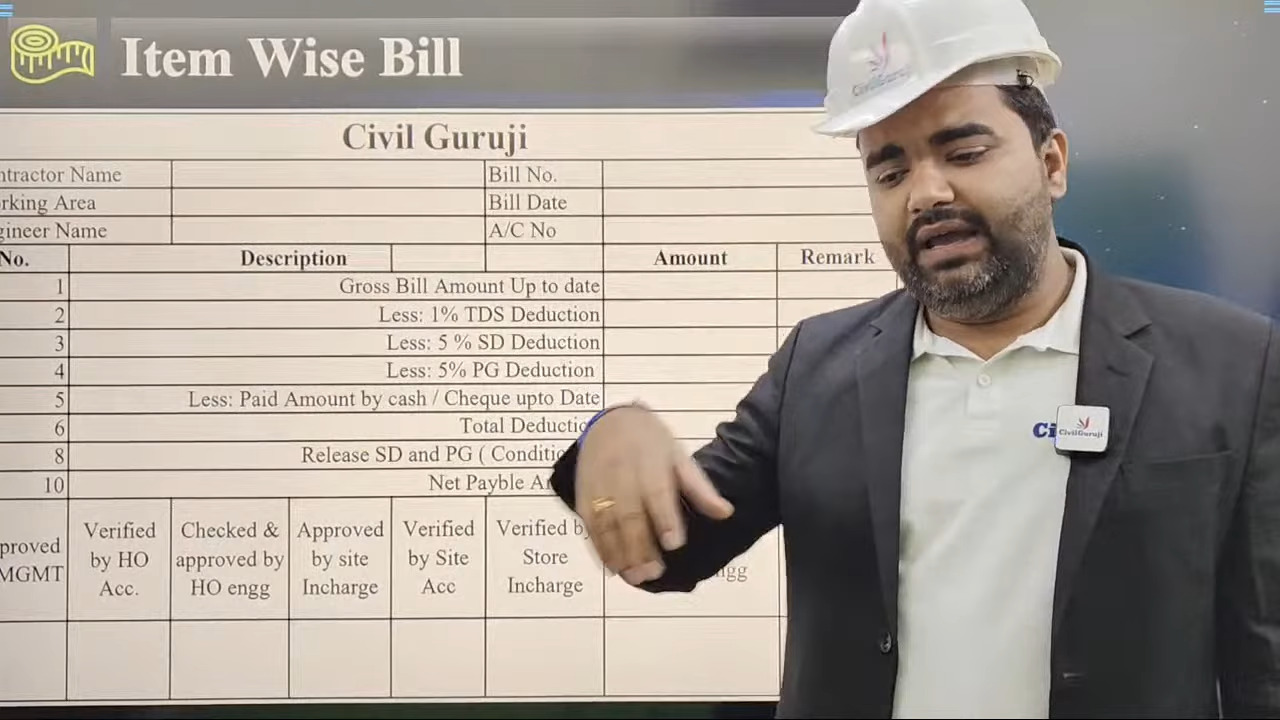 Item Wise Bill
Civil Guruji
ntractor Name Bill No.
rking Area Bill Date
gineer Name A/C No
No. Description Amount Remark
1 Gross Bill Amount Up to date
2 Less: 1% TDS Deduction
3 Less: 5 % SD Deduction
4 Less: 5% PG Deduction
5 Less: Paid Amount by cash / Cheque upto Date
6 Total Deductio
8 Release SD and PG ( Conditio
10 Net Payble A
proved MGMT
Verified by HO Acc.
Checked & approved by HO engg
Approved by site Incharge
Verified by Site Acc
Verified by Store Incharge
ngg
CivilGuruji
Ci
CivilGuruji